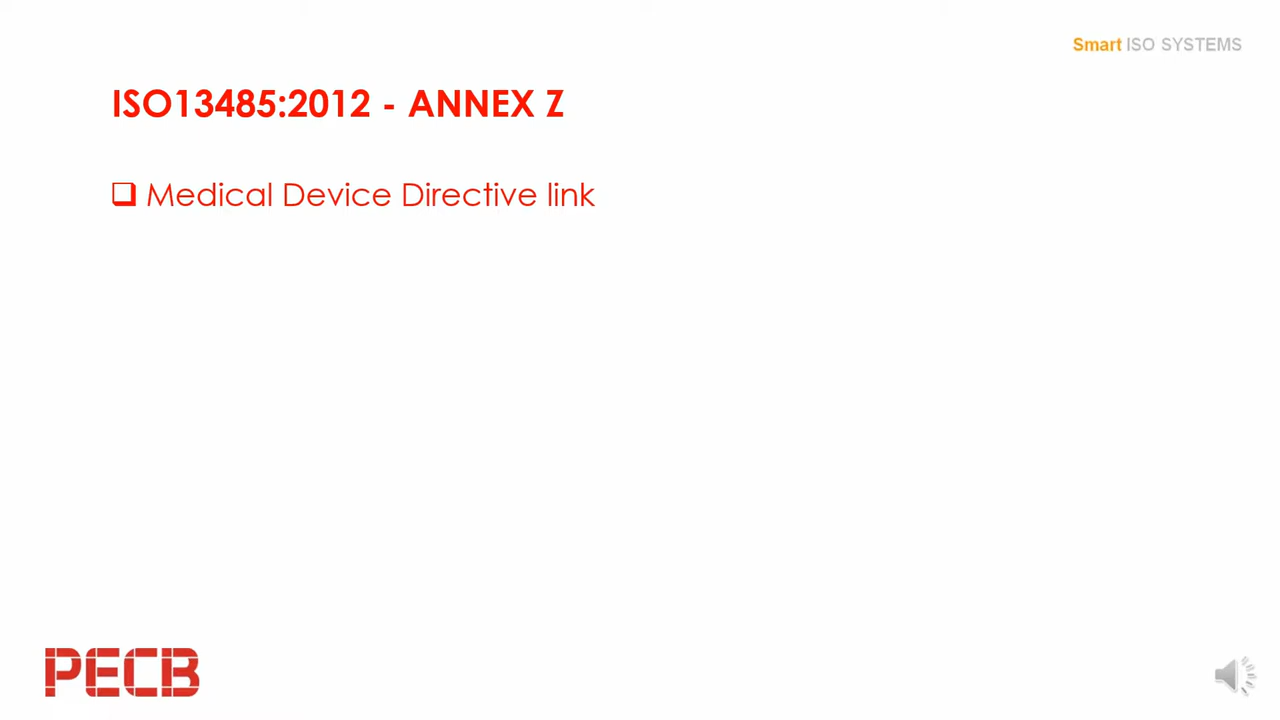 Smart ISO SYSTEMS
ISO13485:2012 - ANNEX Z
Medical Device Directive link
PECB